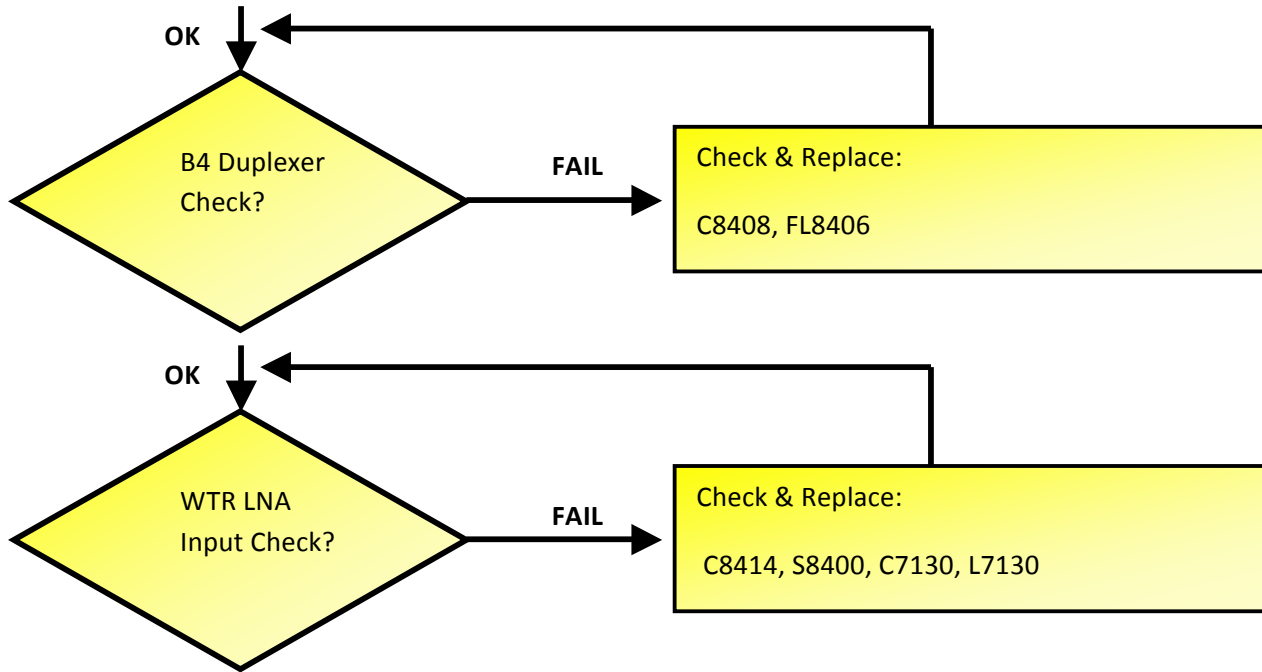 OK
B4 Duplexer
Check?
FAIL
Check & Replace:
C8408, FL8406
OK
WTR LNA
Input Check?
FAIL
Check & Replace:
C8414, S8400, C7130, L7130